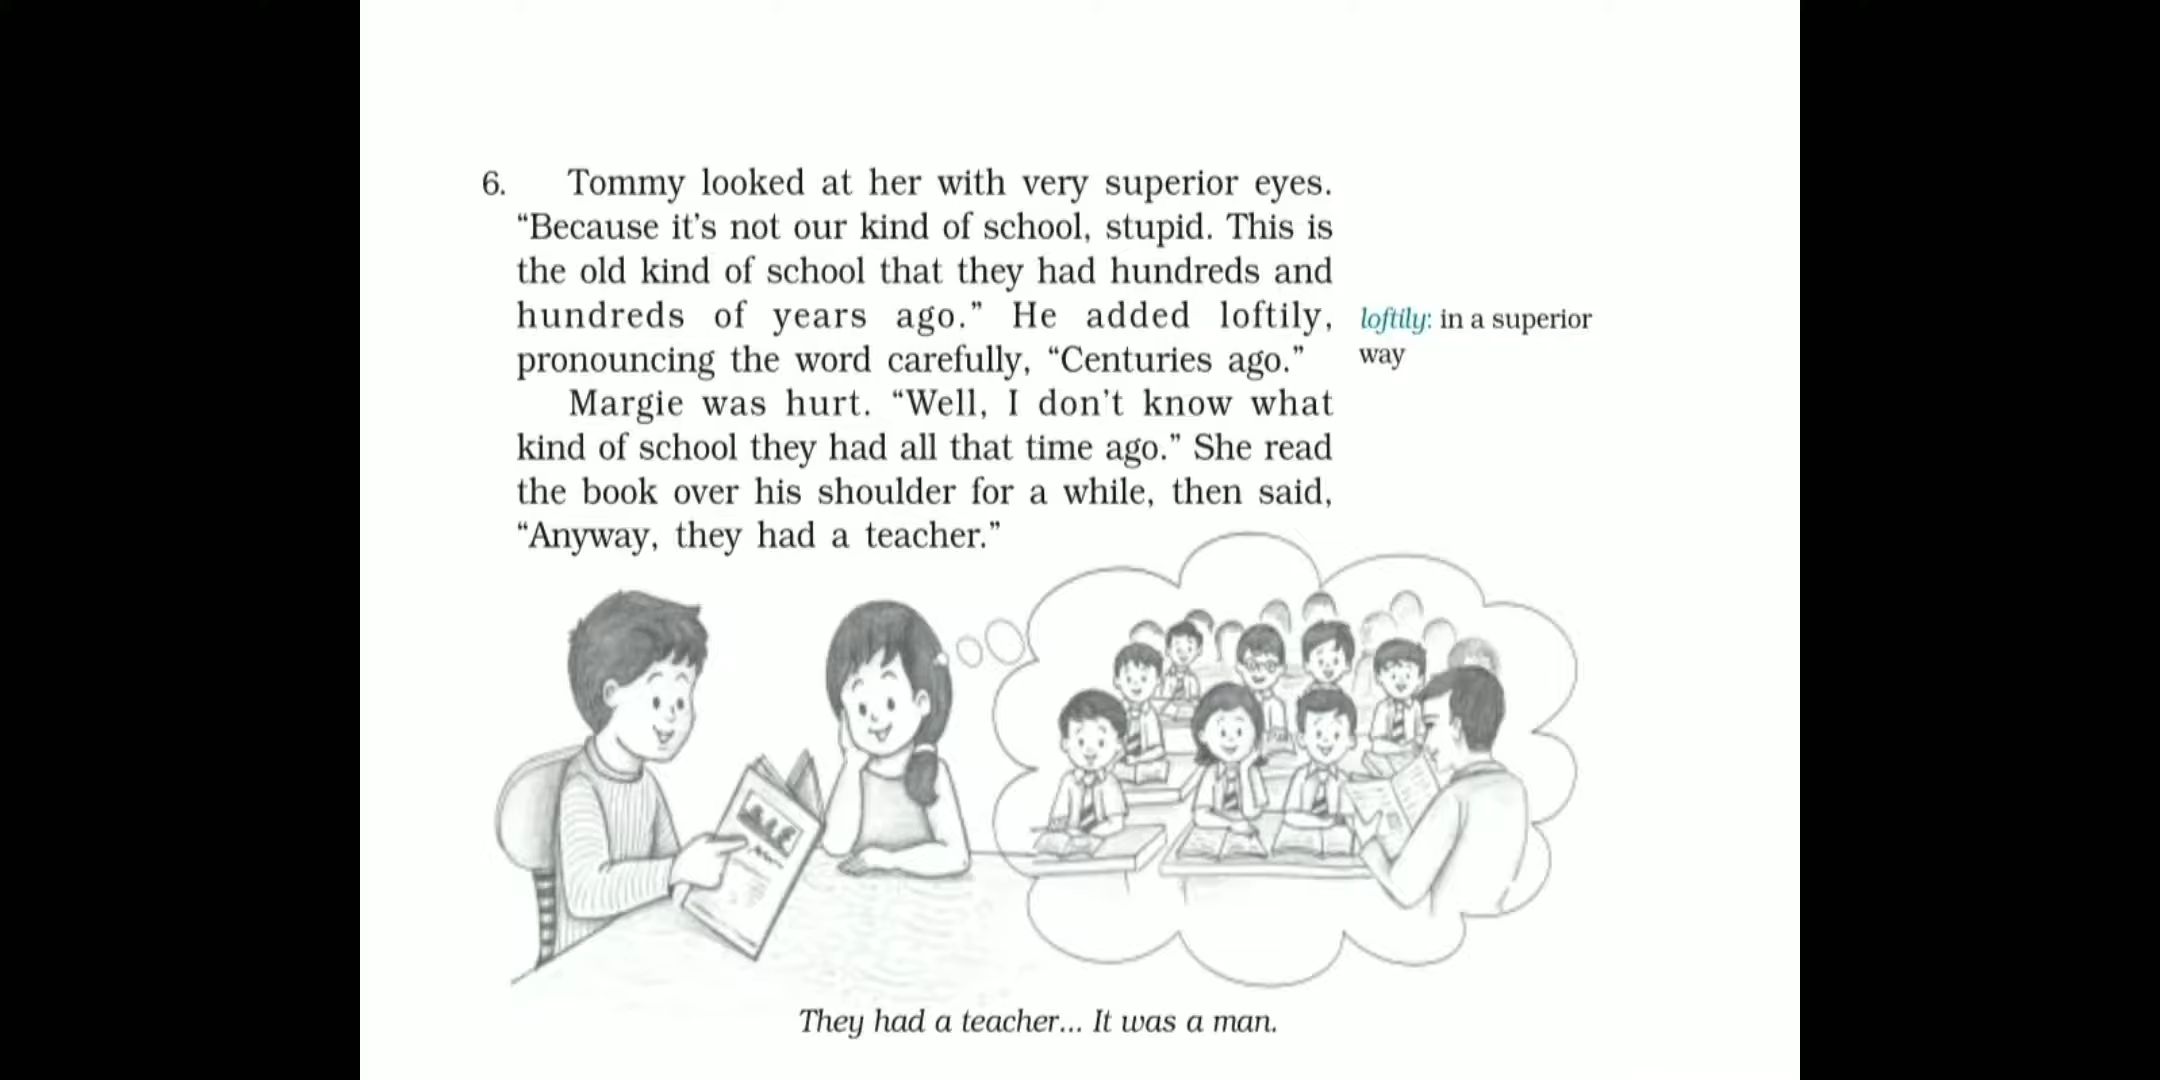 6. Tommy looked at her with very superior eyes.
“Because it’s not our kind of school, stupid. This is
the old kind of school that they had hundreds and
hundreds of years ago.” He added loftily,
pronouncing the word carefully, “Centuries ago.”
loftily: in a superior
way
Margie was hurt. “Well, I don’t know what
kind of school they had all that time ago.” She read
the book over his shoulder for a while, then said,
“Anyway, they had a teacher.”
They had a teacher... It was a man.